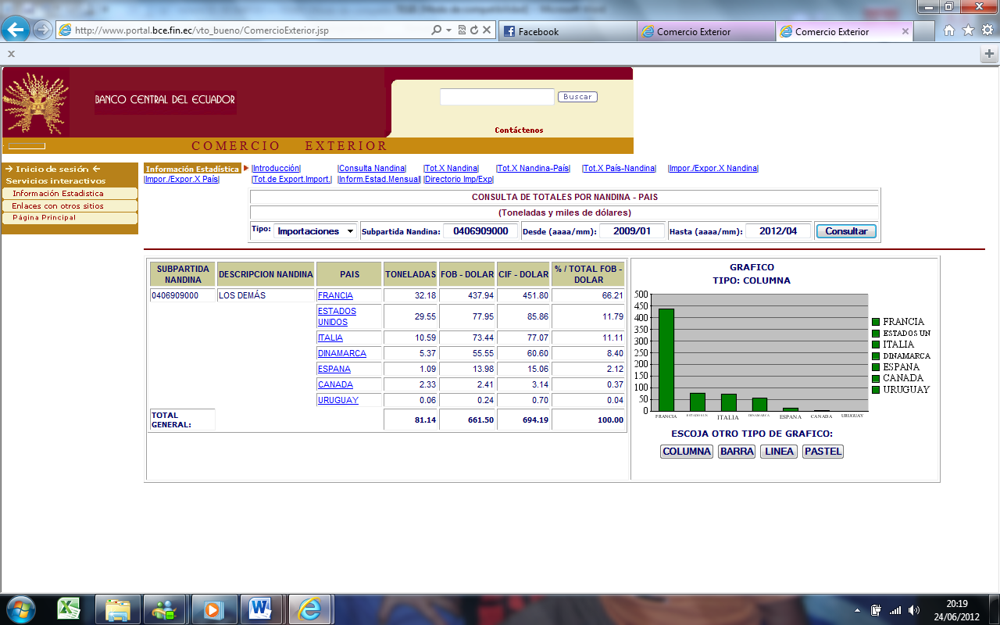 http://www.portal.bce.fin.ec/vto_bueno/ComercioExterior.jsp
Facebook
Comercio Exterior
Comercio Exterior
BANCO CENTRAL DEL ECUADOR
Buscar
Contáctenos
COMERCIO EXTERIOR
Inicio de sesión
Servicios interactivos
Información Estadistica
Enlaces con otros sitios
Página Principal
Información Estadística |Introducción| |Consulta Nandina| |Tot.X Nandina| |Tot.X Nandina-País| |Tot.X País-Nandina| |Impor./Expor.X Nandina|
|Impor./Expor.X País| |Tot.de Export.Import.| |Inform.Estad.Mensual| |Directorio Imp/Exp|
CONSULTA DE TOTALES POR NANDINA - PAIS
(Toneladas y miles de dólares)
Tipo: Importaciones Subpartida Nandina: 0406909000 Desde (aaaa/mm): 2009/01 Hasta (aaaa/mm): 2012/04 Consultar
SUBPARTIDA NANDINA DESCRIPCION NANDINA PAIS TONELADAS FOB - DOLAR CIF - DOLAR % / TOTAL FOB - DOLAR
0406909000 LOS DEMÁS FRANCIA 32.18 437.94 451.80 66.21
ESTADOS UNIDOS 29.55 77.95 85.86 11.79
ITALIA 10.59 73.44 77.07 11.11
DINAMARCA 5.37 55.55 60.60 8.40
ESPANA 1.09 13.98 15.06 2.12
CANADA 2.33 2.41 3.14 0.37
URUGUAY 0.06 0.24 0.70 0.04
TOTAL GENERAL: 81.14 661.50 694.19 100.00
GRAFICO
TIPO: COLUMNA
500
450
400
350
300
250
200
150
100
50
0
FRANCIA ESTADOS UN ITALIA DINAMARCA ESPANA CANADA URUGUAY
FRANCIA
ESTADOS UN
ITALIA
DINAMARCA
ESPANA
CANADA
URUGUAY
ESCOJA OTRO TIPO DE GRAFICO:
COLUMNA BARRA LINEA PASTEL
20:19
24/06/2012